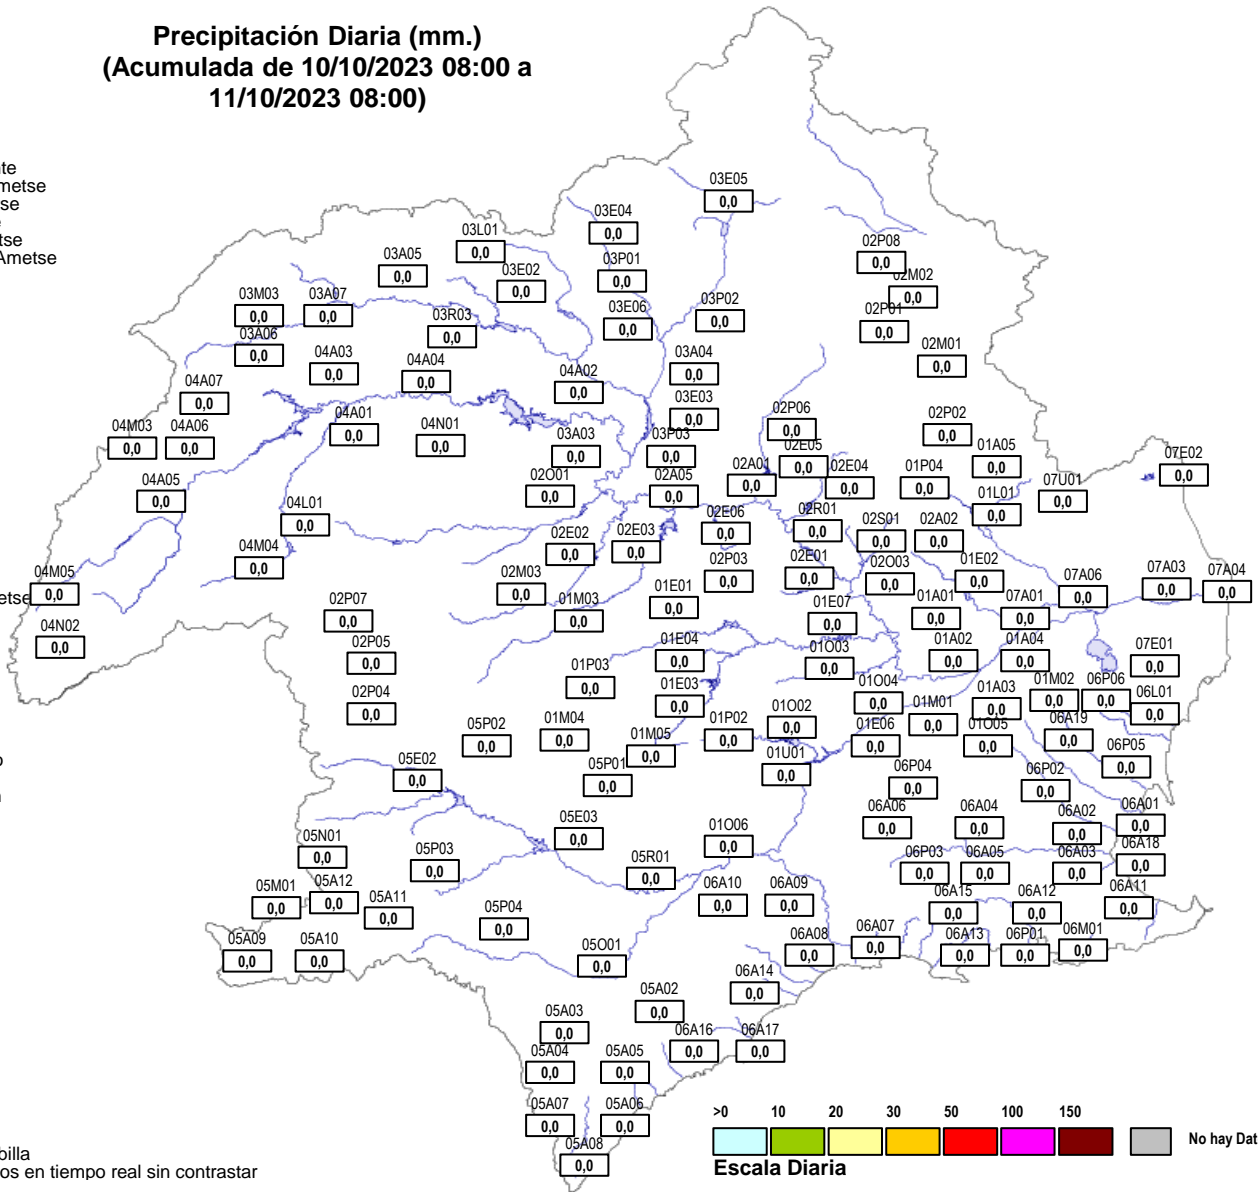 Precipitación Diaria (mm.)
(Acumulada de 10/10/2023 08:00 a
11/10/2023 08:00)
nte
metse
se
e
tse
Ametse
03E05
0,0
03E04
0,0
03L01
0,0
03A05
0,0
03E02
0,0
03P01
0,0
02P08
0,0
02M02
0,0
03M03
0,0
03A07
0,0
03R03
0,0
03E06
0,0
03P02
0,0
02P01
0,0
03A06
0,0
04A03
0,0
04A04
0,0
04A02
0,0
03A04
0,0
02M01
0,0
04A07
0,0
03E03
0,0
04M03
0,0
04A06
0,0
04A01
0,0
04N01
0,0
03A03
0,0
03P03
0,0
02P06
0,0
02E05
0,0
02P02
0,0
01A05
0,0
07E02
0,0
04A05
0,0
02O01
0,0
02A05
0,0
02A01
0,0
02E04
0,0
01P04
0,0
01L01
0,0
07U01
0,0
04L01
0,0
02E06
0,0
02R01
0,0
02S01
0,0
02A02
0,0
04M04
0,0
02E02
0,0
02E03
0,0
02P03
0,0
02E01
0,0
02O03
0,0
01E02
0,0
07A06
0,0
07A03
0,0
07A04
0,0
04M05
0,0
etse
02M03
0,0
01M03
0,0
01E01
0,0
01E07
0,0
01A01
0,0
07A01
0,0
04N02
0,0
02P07
0,0
02P05
0,0
01E04
0,0
01O03
0,0
01A02
0,0
01A04
0,0
07E01
0,0
02P04
0,0
01P03
0,0
01E03
0,0
01O04
0,0
01M01
0,0
01A03
0,0
01M02
0,0
06P06
0,0
06L01
0,0
05P02
0,0
01M04
0,0
01M05
0,0
01P02
0,0
01O02
0,0
01E06
0,0
01O05
0,0
06A19
0,0
06P05
0,0
05E02
0,0
05P01
0,0
01U01
0,0
06P04
0,0
06P02
0,0
05E03
0,0
01O06
0,0
06A06
0,0
06A04
0,0
06A02
0,0
06A01
0,0
05N01
0,0
05P03
0,0
05R01
0,0
06P03
0,0
06A05
0,0
06A03
0,0
06A18
0,0
05M01
0,0
05A12
0,0
05A11
0,0
06A10
0,0
06A09
0,0
06A15
0,0
06A12
0,0
06A11
0,0
05A09
0,0
05A10
0,0
05P04
0,0
05O01
0,0
06A08
0,0
06A07
0,0
06A13
0,0
06P01
0,0
06M01
0,0
05A02
0,0
06A14
0,0
05A03
0,0
06A16
0,0
06A17
0,0
05A04
0,0
05A05
0,0
05A07
0,0
05A06
0,0
05A08
0,0
>0 10 20 30 50 100 150
No hay Dat
Escala Diaria
billa
os en tiempo real sin contrastar